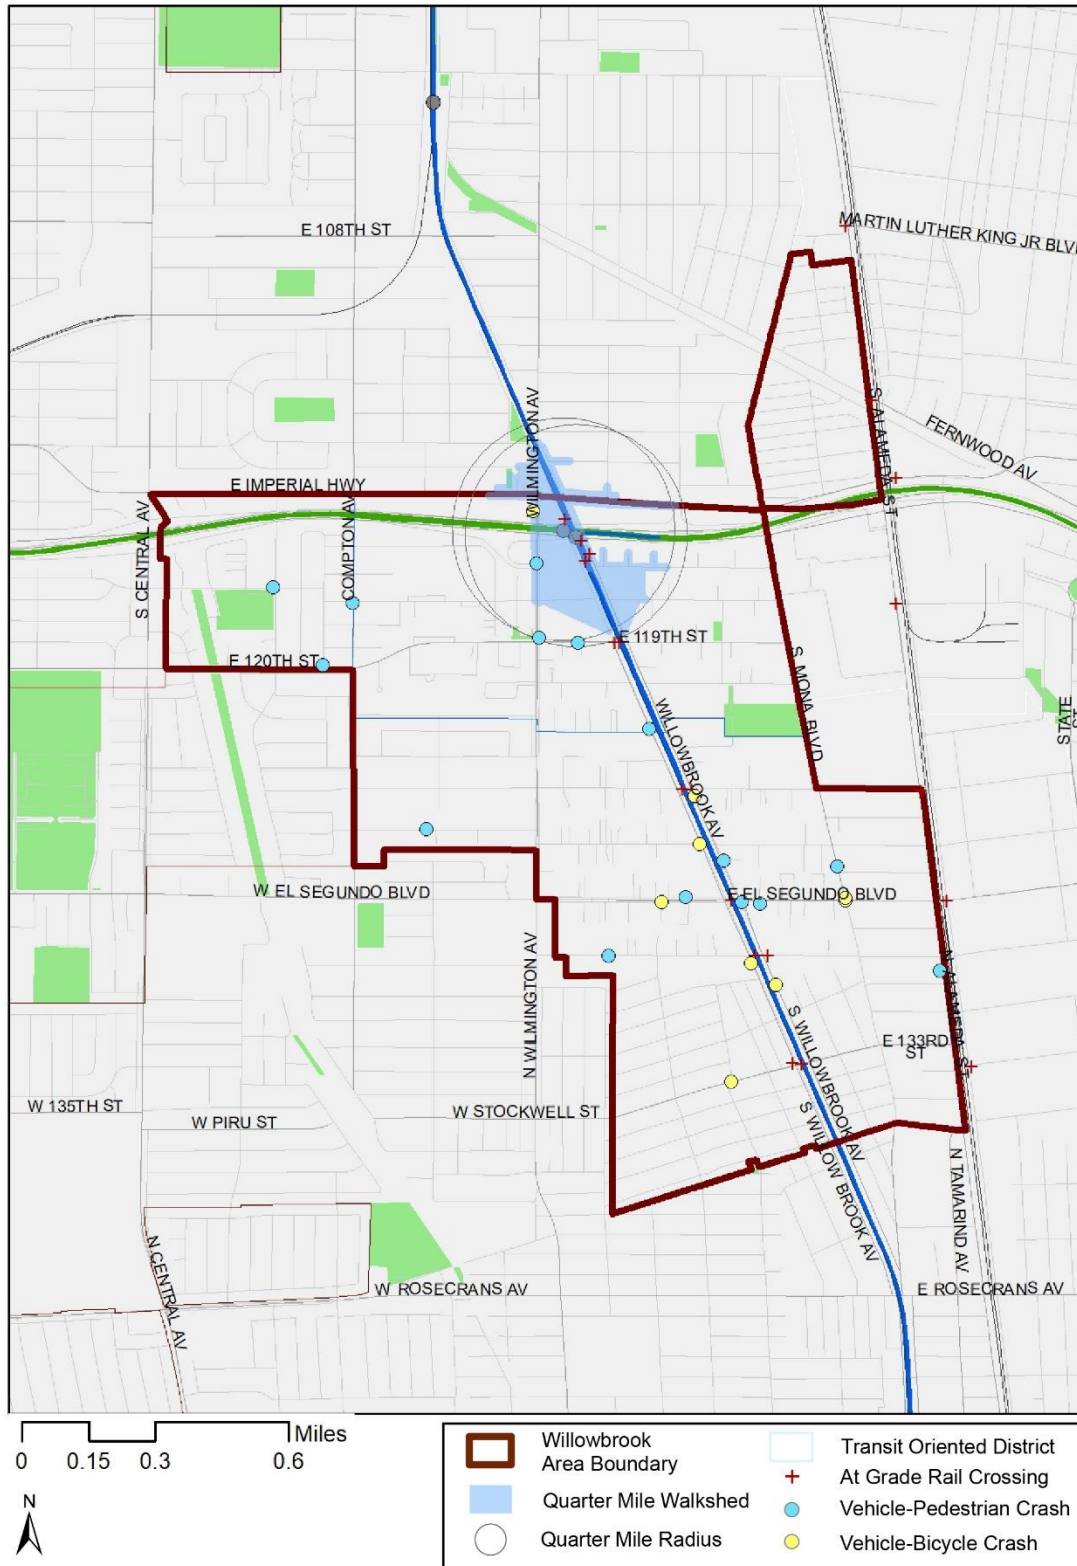 E 108TH ST
MARTIN LUTHER KING JR BLV
WILMINGTON AV
S ALAMEDA ST
FERNWOOD AV
E IMPERIAL HWY
S CENTRAL AV
COMPTON AV
E 119TH ST
E 120TH ST
S MONA BLVD
STATE
ST
WILLOWBROOK AV
W EL SEGUNDO BLVD
E EL SEGUNDO BLVD
N WILMINGTON AV
N ALAMEDA ST
S WILLOWBROOK AV
E 133RD
ST
W 135TH ST
W PIRU ST
W STOCKWELL ST
S WILLOW BROOK AV
N TAMARIND AV
N CENTRAL AV
W ROSECRANS AV
E ROSECRANS AV
Miles
0 0.15 0.3 0.6
N
Willowbrook
Area Boundary
Quarter Mile Walkshed
Quarter Mile Radius
Transit Oriented District
At Grade Rail Crossing
Vehicle-Pedestrian Crash
Vehicle-Bicycle Crash